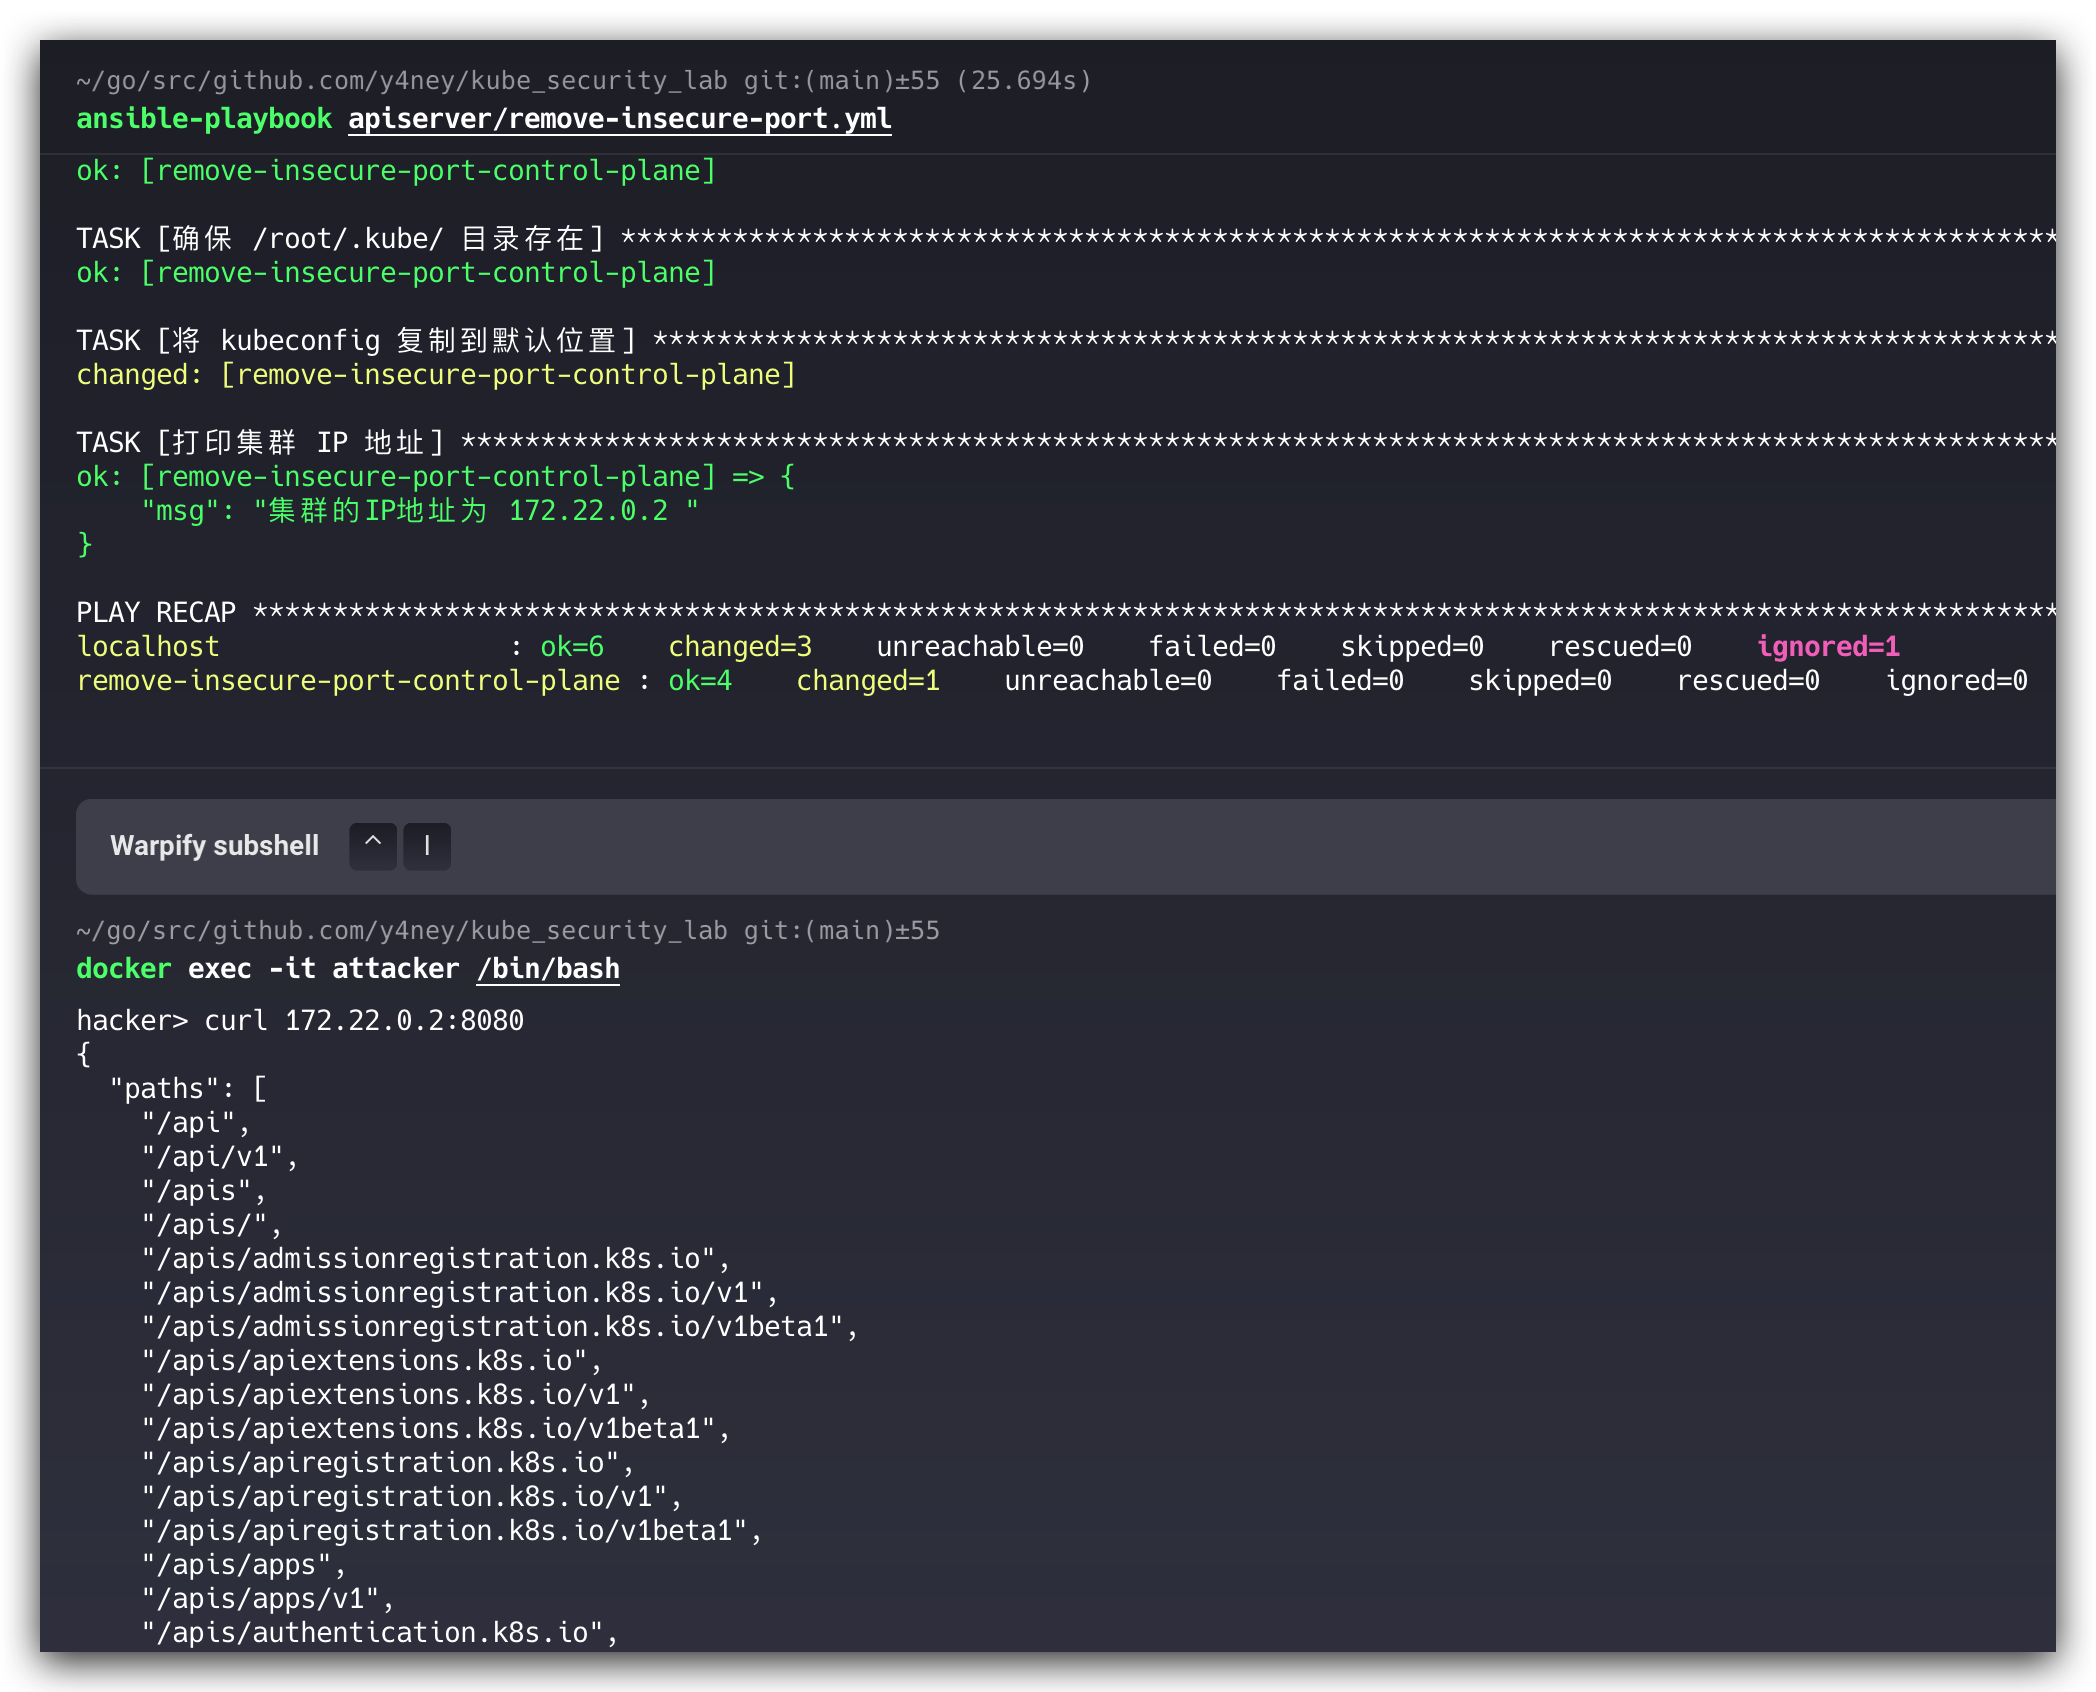 ~/go/src/github.com/y4ney/kube_security_lab git:(main)±55 (25.694s)
ansible-playbook apiserver/remove-insecure-port.yml
ok: [remove-insecure-port-control-plane]
TASK [确保 /root/.kube/ 目录存在] ******************************************************************************************
ok: [remove-insecure-port-control-plane]
TASK [将 kubeconfig 复制到默认位置] ****************************************************************************************
changed: [remove-insecure-port-control-plane]
TASK [打印集群 IP 地址] ****************************************************************************************************
ok: [remove-insecure-port-control-plane] => {
    "msg": "集群的IP地址为 172.22.0.2 "
}
PLAY RECAP *****************************************************************************************************************
localhost                  : ok=6    changed=3    unreachable=0    failed=0    skipped=0    rescued=0    ignored=1
remove-insecure-port-control-plane : ok=4    changed=1    unreachable=0    failed=0    skipped=0    rescued=0    ignored=0
Warpify subshell ^ I
~/go/src/github.com/y4ney/kube_security_lab git:(main)±55
docker exec -it attacker /bin/bash
hacker> curl 172.22.0.2:8080
{
  "paths": [
    "/api",
    "/api/v1",
    "/apis",
    "/apis/",
    "/apis/admissionregistration.k8s.io",
    "/apis/admissionregistration.k8s.io/v1",
    "/apis/admissionregistration.k8s.io/v1beta1",
    "/apis/apiextensions.k8s.io",
    "/apis/apiextensions.k8s.io/v1",
    "/apis/apiextensions.k8s.io/v1beta1",
    "/apis/apiregistration.k8s.io",
    "/apis/apiregistration.k8s.io/v1",
    "/apis/apiregistration.k8s.io/v1beta1",
    "/apis/apps",
    "/apis/apps/v1",
    "/apis/authentication.k8s.io",